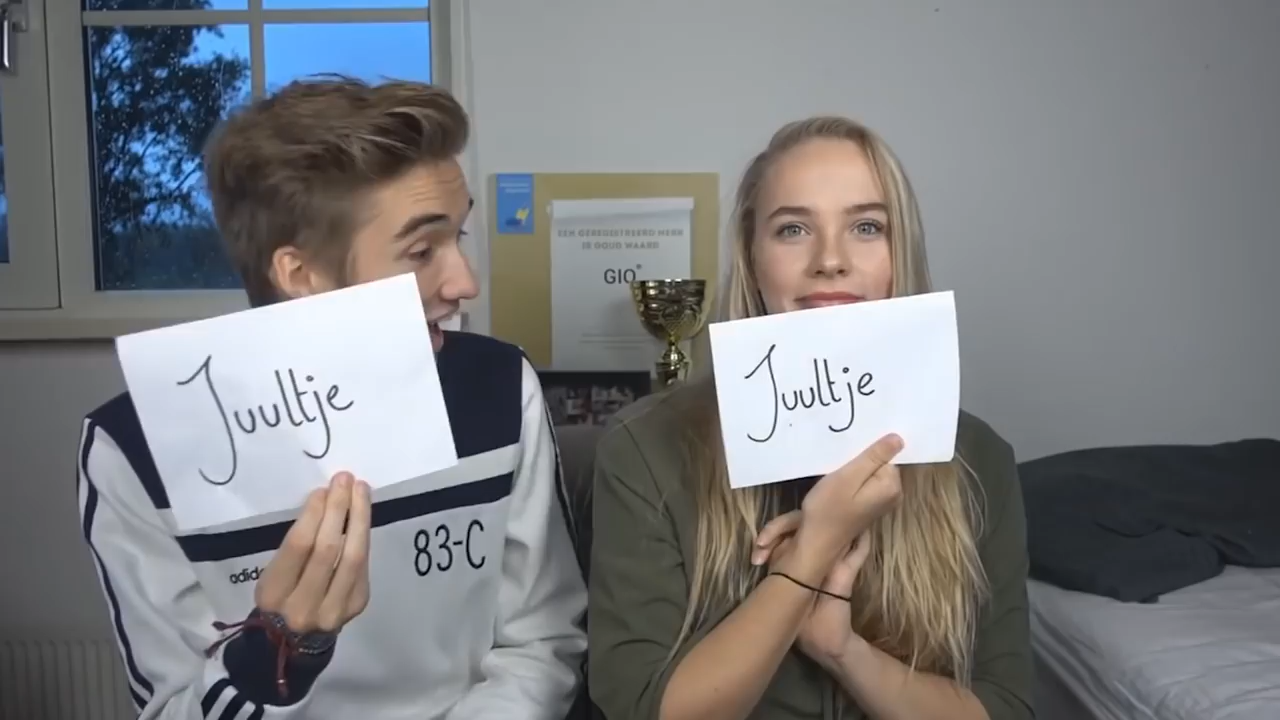 EEN GEREGISTREERD MERK
IS GOUD WAARD
GIO®
Juultje
Juultje
83-C
adidas